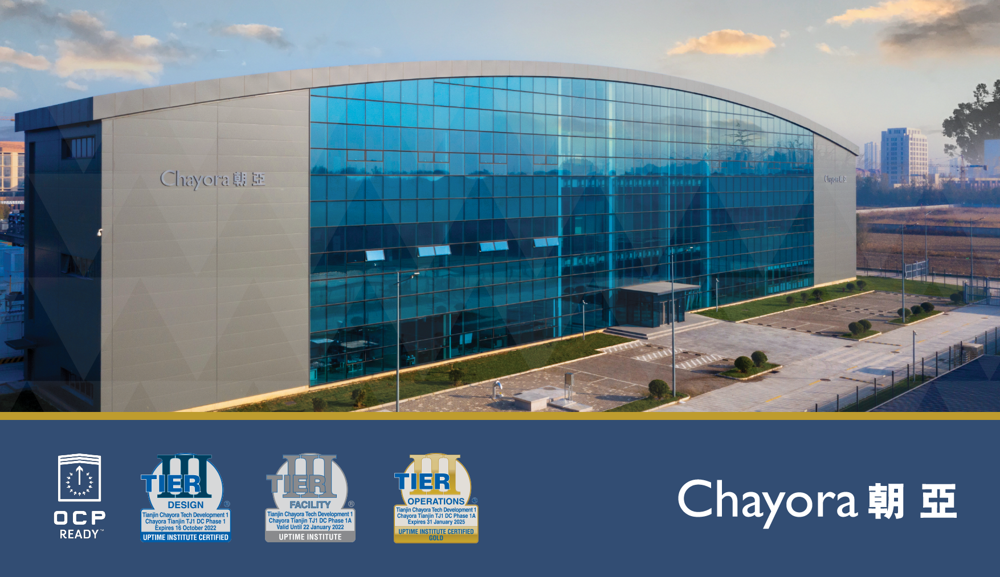 Chayora 朝亞
Chayora 朝亞
OCP
READY™
III
TIER
DESIGN
®
Tianjin Chayora Tech Development 1
Chayora Tianjin TJ1 DC Phase 1
Expires 16 October 2022
UPTIME INSTITUTE CERTIFIED
III
TIER
FACILITY
®
Tianjin Chayora Tech Development 1
Chayora Tianjin TJ1 DC Phase 1A
Valid Until 22 January 2022
UPTIME INSTITUTE
III
TIER
OPERATIONS
®
Tianjin Chayora Tech Development 1
Chayora Tianjin TJ1 DC Phase 1A
Expires 31 January 2025
UPTIME INSTITUTE CERTIFIED
GOLD
Chayora 朝亞